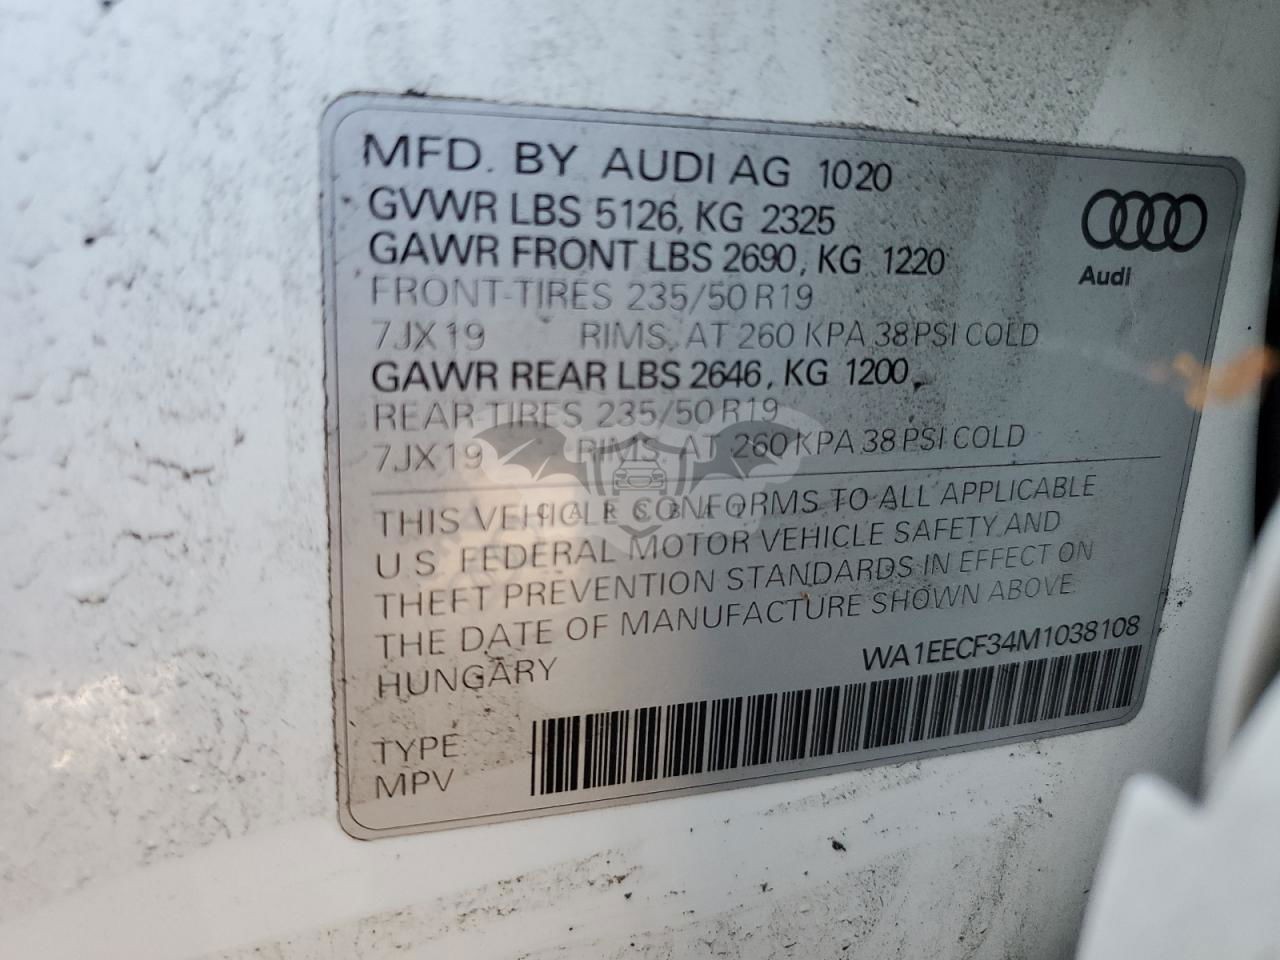 MFD. BY AUDI AG 1020
GVWR LBS 5126, KG 2325
GAWR FRONT LBS 2690, KG 1220
FRONT-TIRES 235/50 R19
7JX19 RIMS, AT 260 KPA 38 PSI COLD
GAWR REAR LBS 2646, KG 1200,
REAR-TIRES 235/50 R19
7JX19 RIMS, AT 260 KPA 38 PSI COLD
Audi
THIS VEHICLE CONFORMS TO ALL APPLICABLE
U.S. FEDERAL MOTOR VEHICLE SAFETY AND
THEFT PREVENTION STANDARDS IN EFFECT ON
THE DATE OF MANUFACTURE SHOWN ABOVE.
HUNGARY
WA1EECF34M1038108
TYPE:
MPV
CARSBAT